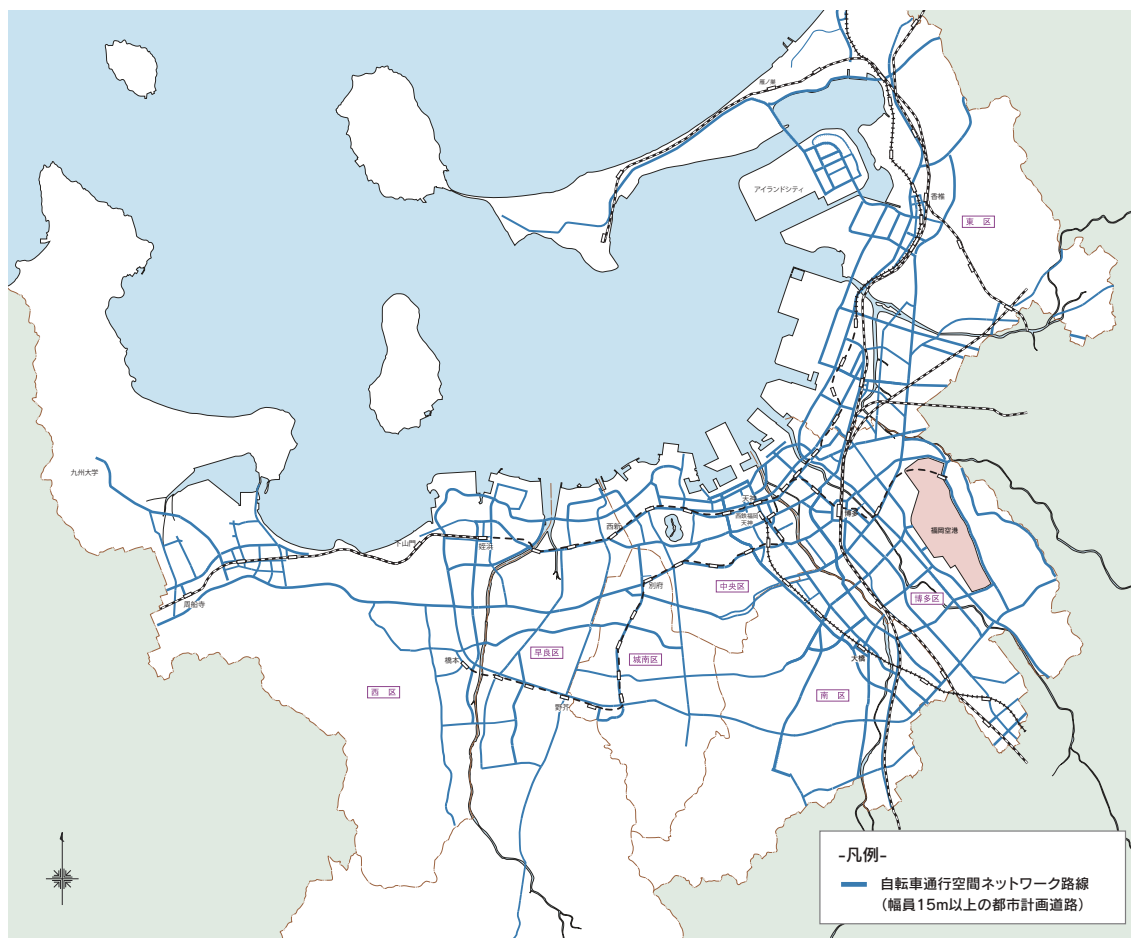 雁ノ巣
アイランドシティ
香椎
東 区
九州大学
天神
西鉄福岡
天神
博多
西新
福岡空港
下山門
姪浜
別府
中央区
博多区
周船寺
早良区
城南区
橋本
大橋
西 区
南 区
野芥
-凡例-
自転車通行空間ネットワーク路線
(幅員15m以上の都市計画道路)